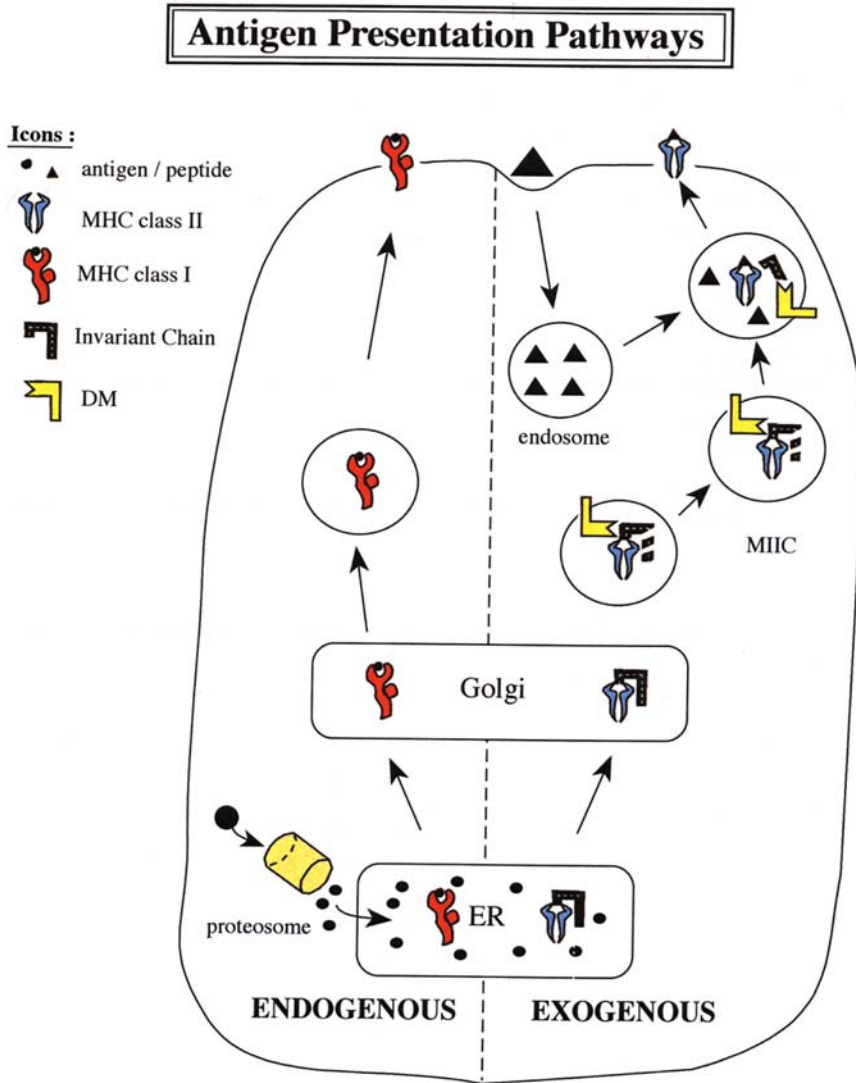 Antigen Presentation Pathways
Icons :
antigen / peptide
MHC class II
MHC class I
Invariant Chain
DM
endosome
MIIC
Golgi
proteosome
ER
ENDOGENOUS
EXOGENOUS